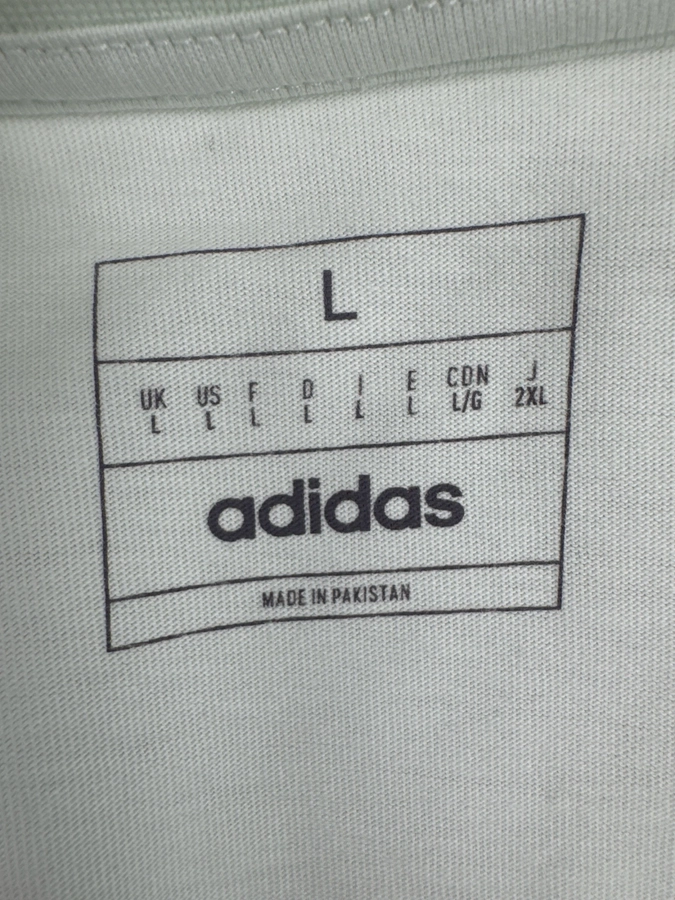 L
UK US F D I E CDN J
L L L L L L L/G 2XL
adidas
MADE IN PAKISTAN